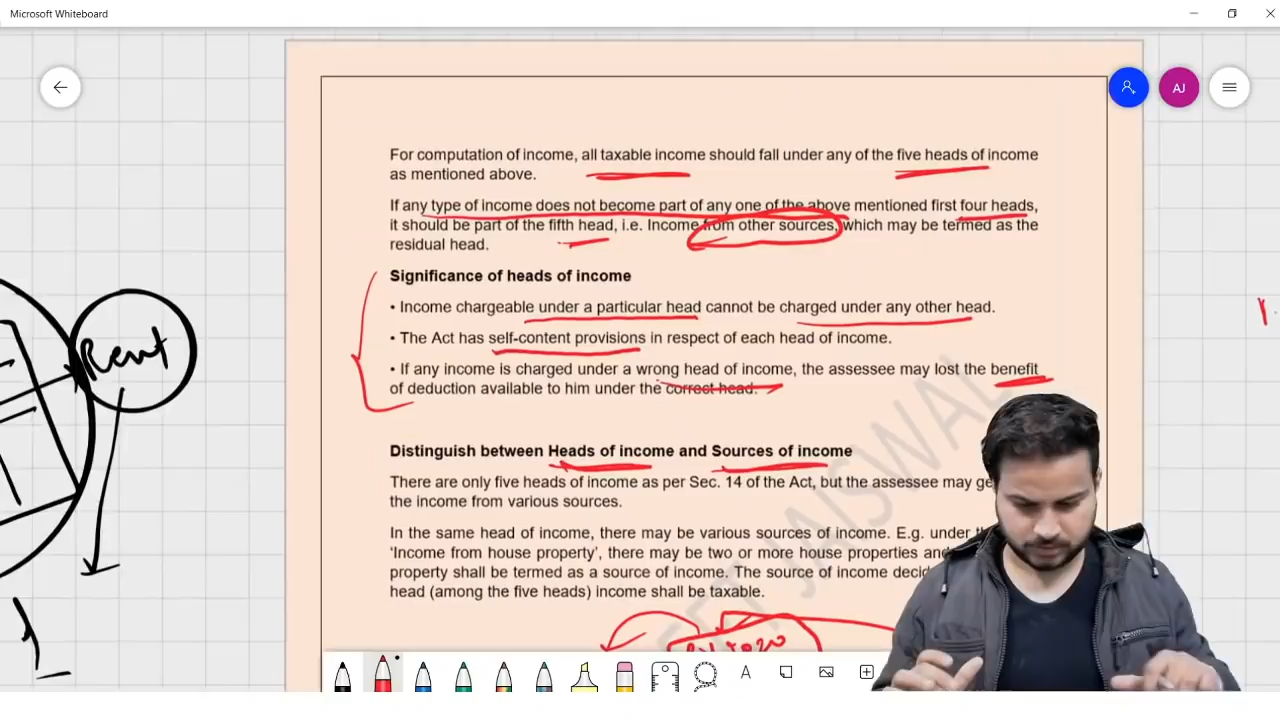 Microsoft Whiteboard
AJ
For computation of income, all taxable income should fall under any of the five heads of income
as mentioned above.
If any type of income does not become part of any one of the above mentioned first four heads,
it should be part of the fifth head, i.e. Income from other sources, which may be termed as the
residual head.
Significance of heads of income
• Income chargeable under a particular head cannot be charged under any other head.
• The Act has self-content provisions in respect of each head of income.
• If any income is charged under a wrong head of income, the assessee may lost the benefit
of deduction available to him under the correct head.
Rent
Distinguish between Heads of income and Sources of income
There are only five heads of income as per Sec. 14 of the Act, but the assessee may
the income from various sources.
In the same head of income, there may be various sources of income. E.g. under
'Income from house property', there may be two or more house properties and
property shall be termed as a source of income. The source of income
head (among the five heads) income shall be taxable.
JAISWAL
A